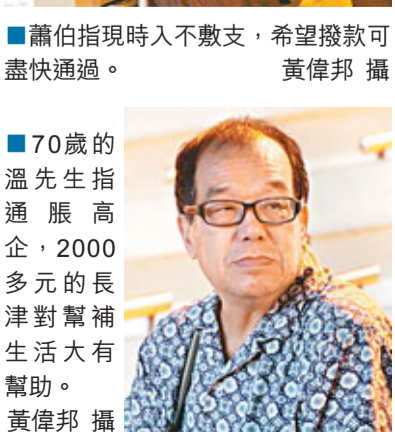 ■蕭伯指現時入不敷支，希望撥款可
盡快通過。 黃偉邦 攝
■70歲的
溫先生指
通脹高
企，2000
多元的長
津對幫補
生活大有
幫助。
黃偉邦 攝